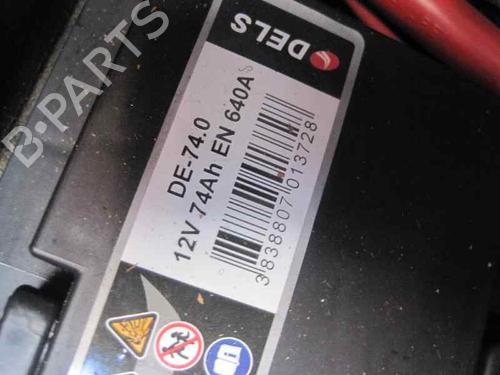 DELS
DE-74.0
12V 74Ah EN 640A
3838807013728
B-PARTS